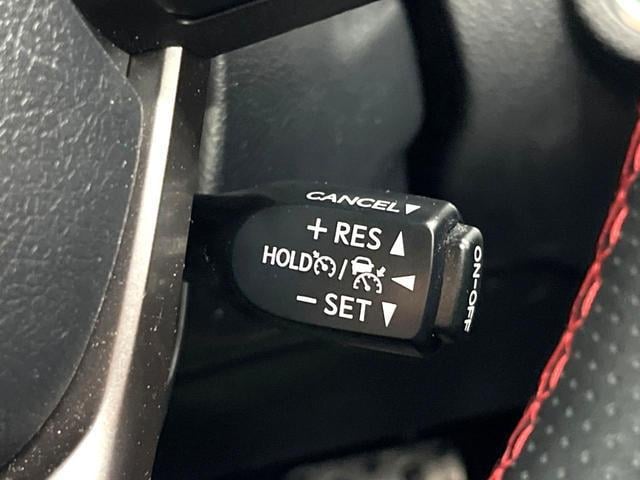 CANCEL▼
+ RES ▲
HOLD / ◀
− SET ▼
ON-OFF